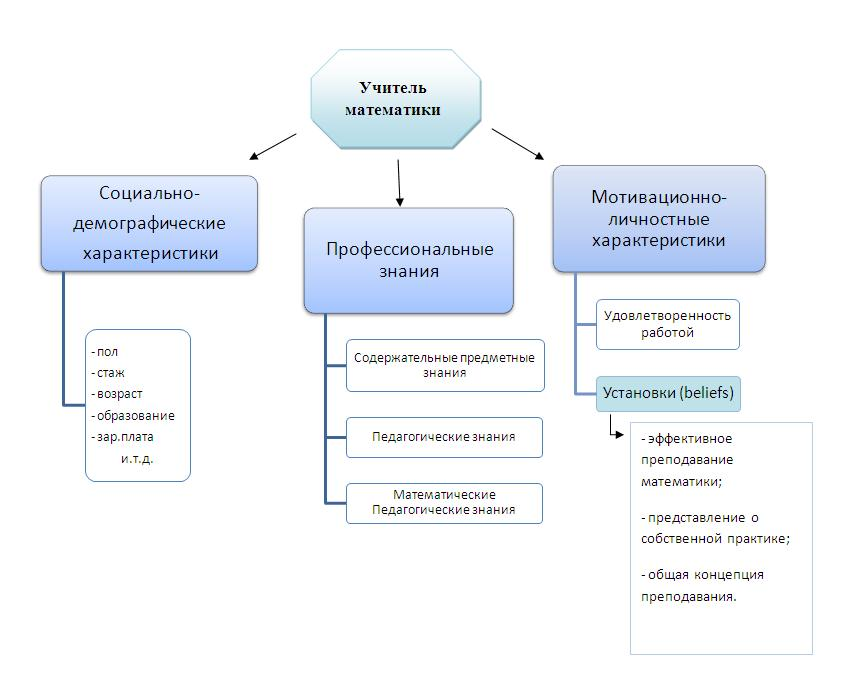 Учитель
математики
Социально-
демографические
характеристики
- пол
- стаж
- возраст
- образование
- зар.плата
и.т.д.
Профессиональные
знания
Содержательные предметные
знания
Педагогические знания
Математические
Педагогические знания
Мотивационно-
личностные
характеристики
Удовлетворенность
работой
Установки (beliefs)
- эффективное
преподавание
математики;
- представление о
собственной практике;
- общая концепция
преподавания.